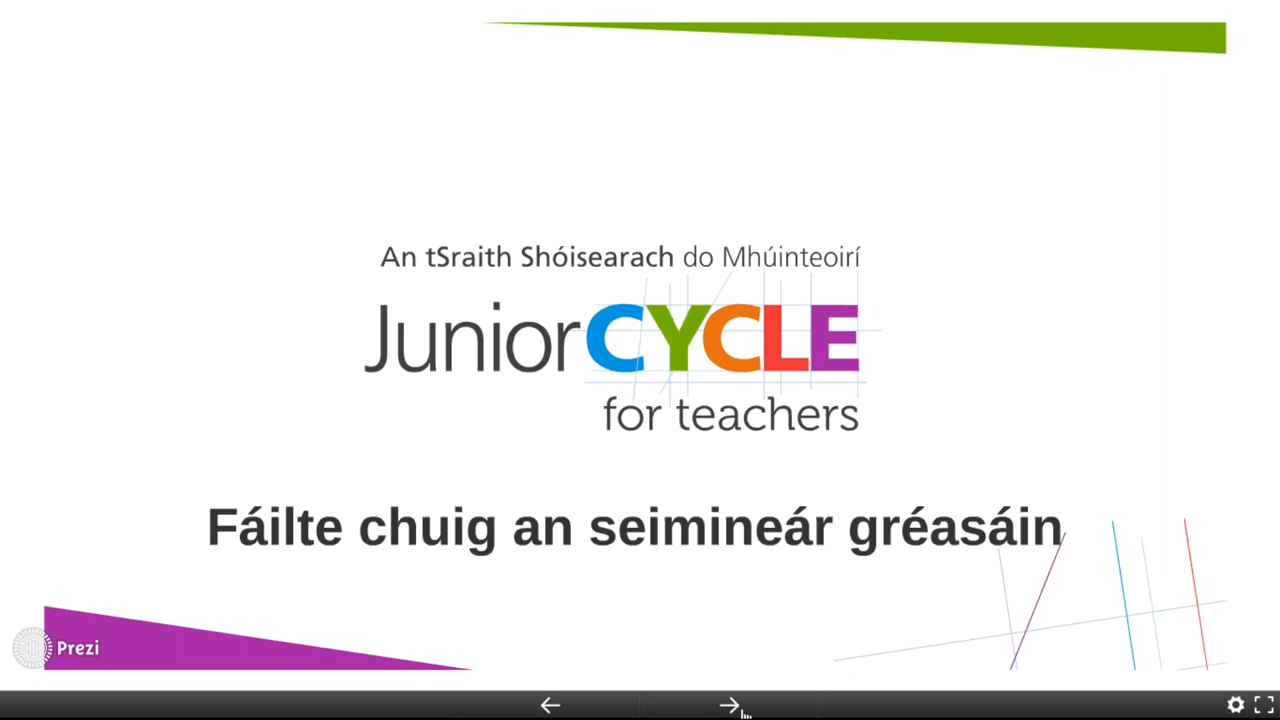 An tSraith Shóisearach do Mhúinteoirí
JuniorCYCLE
for teachers
Fáilte chuig an seimineár gréasáin
Prezi